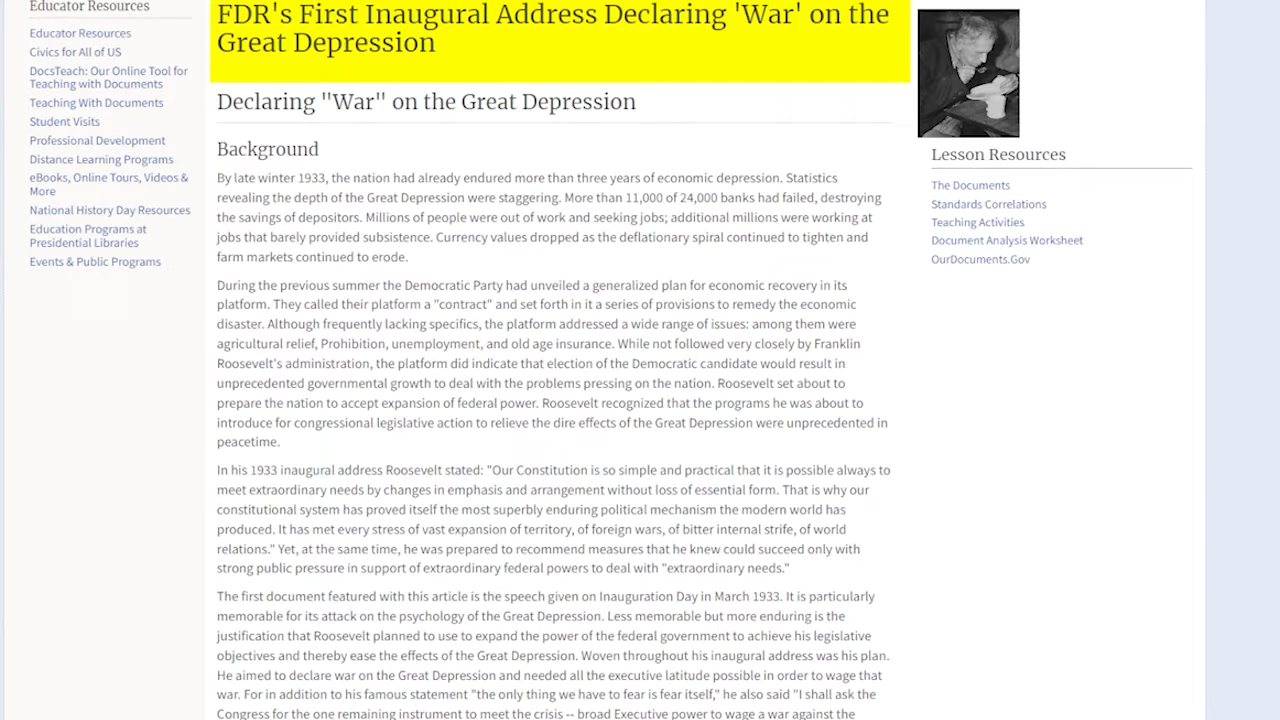 Educator Resources
Educator Resources
Civics for All of US
DocsTeach: Our Online Tool for
Teaching with Documents
Teaching With Documents
Student Visits
Professional Development
Distance Learning Programs
eBooks, Online Tours, Videos &
More
National History Day Resources
Education Programs at
Presidential Libraries
Events & Public Programs
FDR's First Inaugural Address Declaring 'War' on the
Great Depression
Declaring "War" on the Great Depression
Background
By late winter 1933, the nation had already endured more than three years of economic depression. Statistics
revealing the depth of the Great Depression were staggering. More than 11,000 of 24,000 banks had failed, destroying
the savings of depositors. Millions of people were out of work and seeking jobs; additional millions were working at
jobs that barely provided subsistence. Currency values dropped as the deflationary spiral continued to tighten and
farm markets continued to erode.
During the previous summer the Democratic Party had unveiled a generalized plan for economic recovery in its
platform. They called their platform a "contract" and set forth in it a series of provisions to remedy the economic
disaster. Although frequently lacking specifics, the platform addressed a wide range of issues: among them were
agricultural relief, Prohibition, unemployment, and old age insurance. While not followed very closely by Franklin
Roosevelt's administration, the platform did indicate that election of the Democratic candidate would result in
unprecedented governmental growth to deal with the problems pressing on the nation. Roosevelt set about to
prepare the nation to accept expansion of federal power. Roosevelt recognized that the programs he was about to
introduce for congressional legislative action to relieve the dire effects of the Great Depression were unprecedented in
peacetime.
In his 1933 inaugural address Roosevelt stated: "Our Constitution is so simple and practical that it is possible always to
meet extraordinary needs by changes in emphasis and arrangement without loss of essential form. That is why our
constitutional system has proved itself the most superbly enduring political mechanism the modern world has
produced. It has met every stress of vast expansion of territory, of foreign wars, of bitter internal strife, of world
relations." Yet, at the same time, he was prepared to recommend measures that he knew could succeed only with
strong public pressure in support of extraordinary federal powers to deal with "extraordinary needs."
The first document featured with this article is the speech given on Inauguration Day in March 1933. It is particularly
memorable for its attack on the psychology of the Great Depression. Less memorable but more enduring is the
justification that Roosevelt planned to use to expand the power of the federal government to achieve his legislative
objectives and thereby ease the effects of the Great Depression. Woven throughout his inaugural address was his plan.
He aimed to declare war on the Great Depression and needed all the executive latitude possible in order to wage that
war. For in addition to his famous statement "the only thing we have to fear is fear itself," he also said "I shall ask the
Congress for the one remaining instrument to meet the crisis -- broad Executive power to wage a war against the
Lesson Resources
The Documents
Standards Correlations
Teaching Activities
Document Analysis Worksheet
OurDocuments.Gov